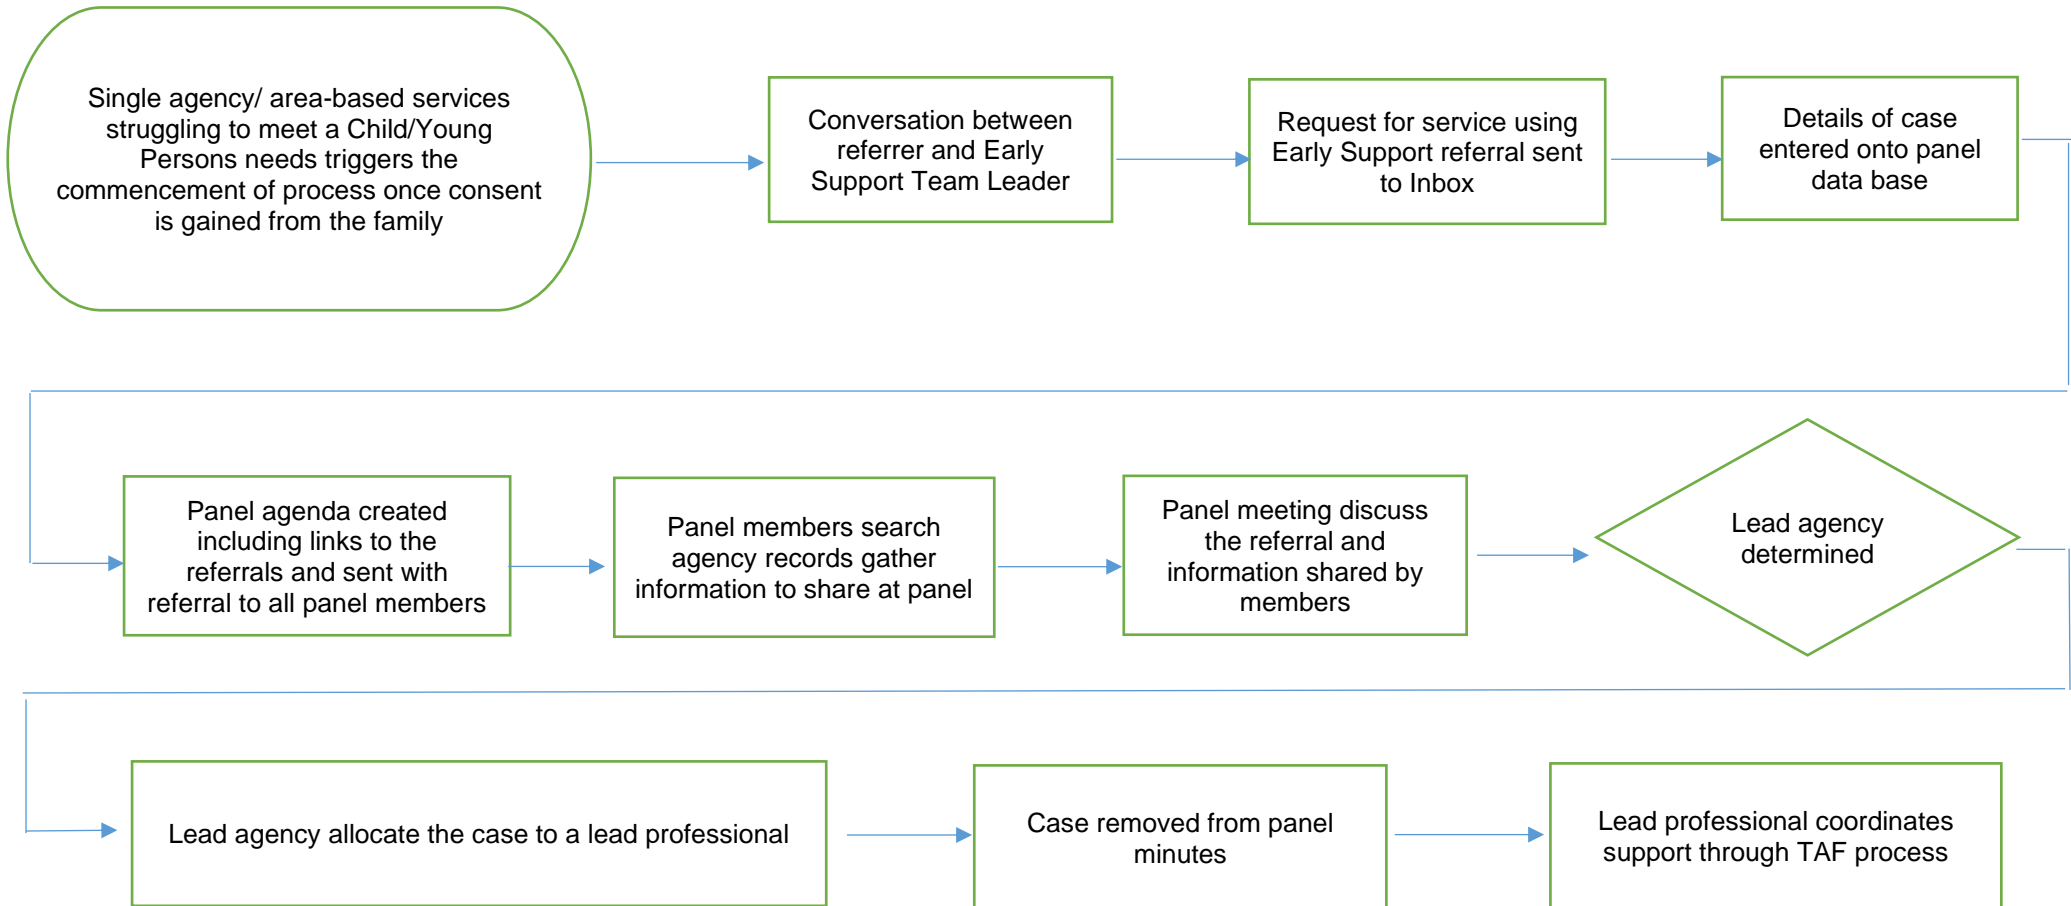 Single agency/ area-based services
struggling to meet a Child/Young
Persons needs triggers the
commencement of process once consent
is gained from the family
Conversation between
referrer and Early
Support Team Leader
Request for service using
Early Support referral sent
to Inbox
Details of case
entered onto panel
data base
Panel agenda created
including links to the
referrals and sent with
referral to all panel members
Panel members search
agency records gather
information to share at panel
Panel meeting discuss
the referral and
information shared by
members
Lead agency
determined
Lead agency allocate the case to a lead professional
Case removed from panel
minutes
Lead professional coordinates
support through TAF process